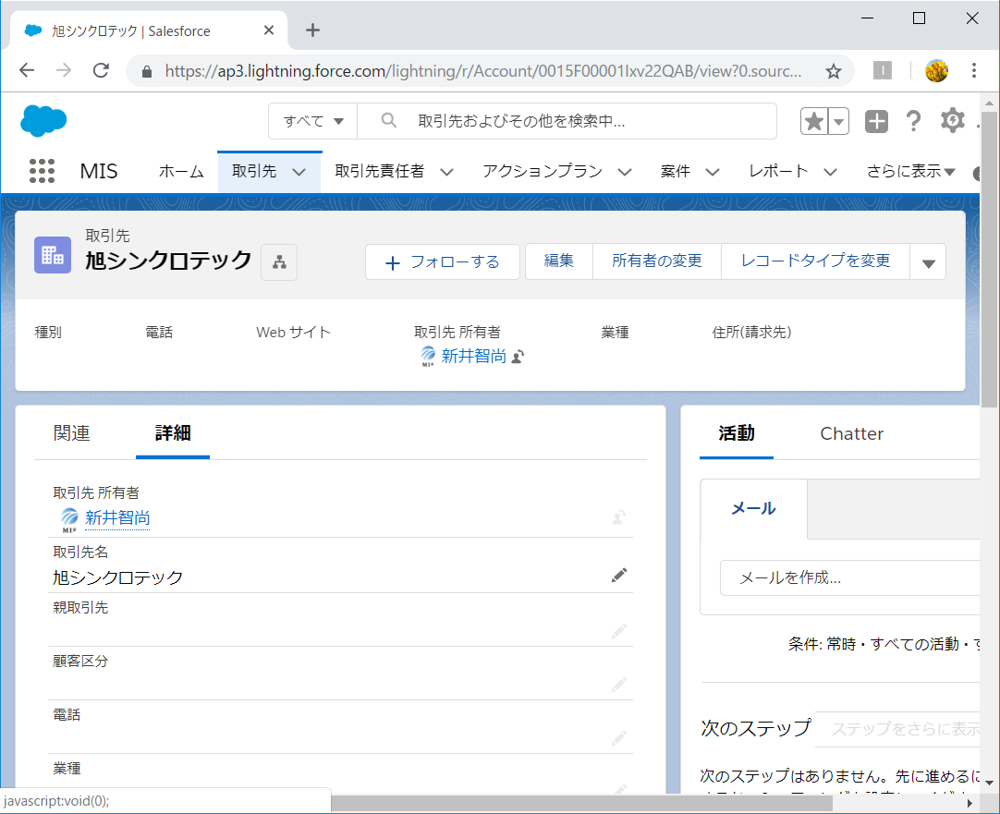 旭シンクロテック | Salesforce
https://ap3.lightning.force.com/lightning/r/Account/0015F00001Ixv22QAB/view?0.sourc...
すべて 取引先およびその他を検索中...
MIS ホーム 取引先 取引先責任者 アクションプラン 案件 レポート さらに表示
取引先
旭シンクロテック
フォローする 編集 所有者の変更 レコードタイプを変更
種別 電話 Web サイト 取引先 所有者 業種 住所(請求先)
MIS 新井智尚
関連 詳細
取引先 所有者
MIS 新井智尚
取引先名
旭シンクロテック
親取引先
顧客区分
電話
業種
活動 Chatter
メール
メールを作成...
条件: 常時・すべての活動・す
次のステップ ステップをさらに表示
次のステップはありません。先に進めるに
javascript:void(0);